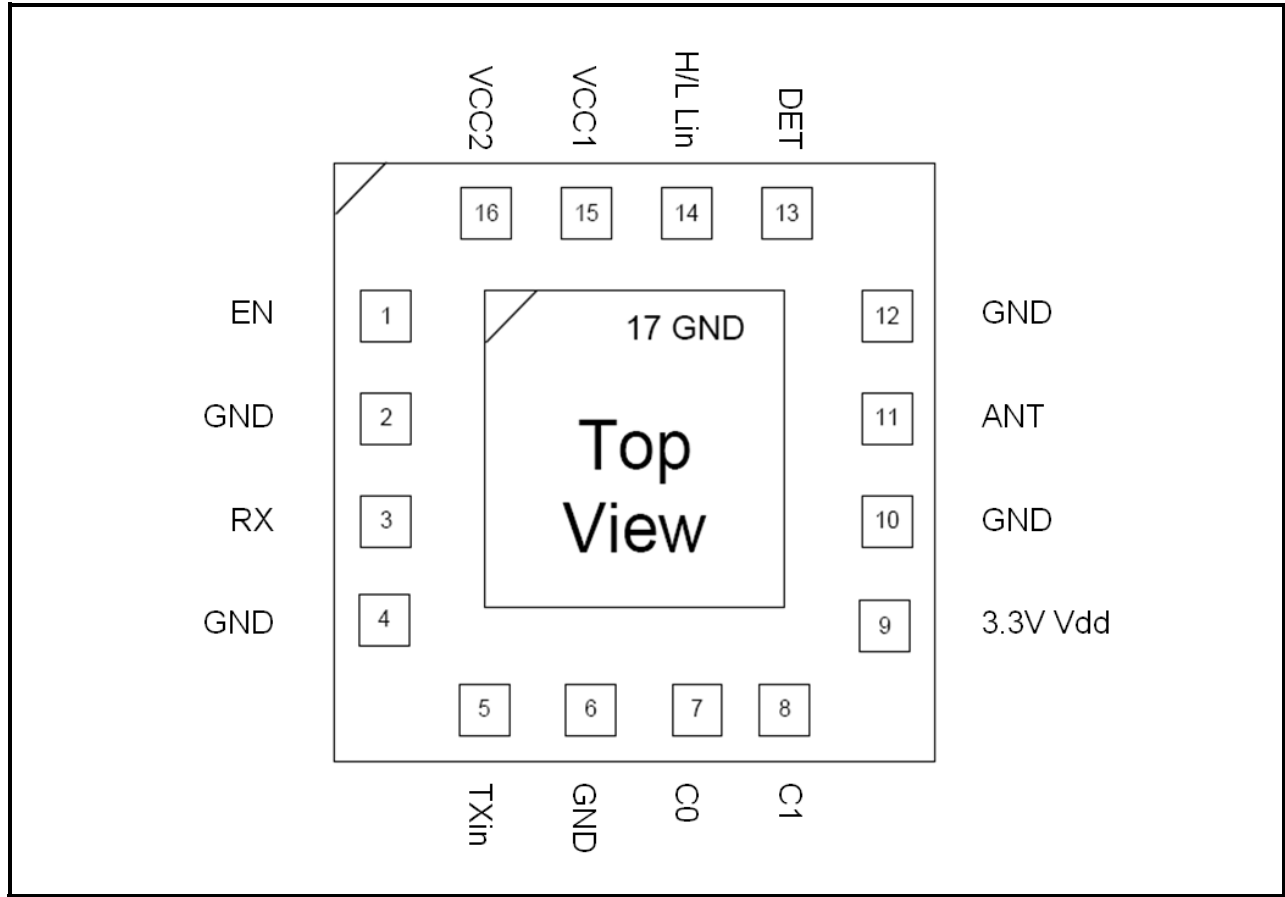 VCC2
VCC1
H/L Lin
DET
16
15
14
13
EN
1
17 GND
12
GND
GND
2
Top
11
ANT
RX
3
View
10
GND
GND
4
9
3.3V Vdd
5
6
7
8
TXin
GND
C0
C1